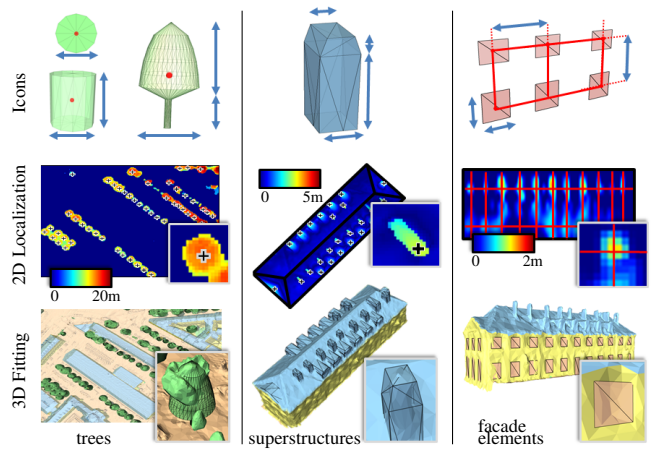 Icons
2D Localization
0 20m
0 5m
0 2m
3D Fitting
trees
superstructures
facade
elements